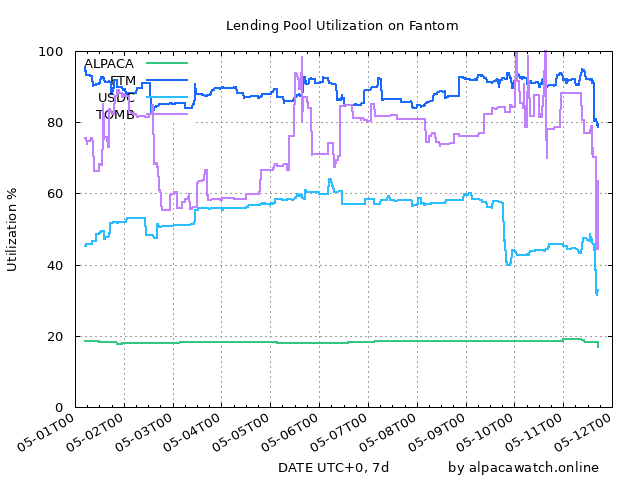 Lending Pool Utilization on Fantom
Utilization %
100
80
60
40
20
0
ALPACA
FTM
USDC
TOMB
05-01T00
05-02T00
05-03T00
05-04T00
05-05T00
05-06T00
05-07T00
05-08T00
05-09T00
05-10T00
05-11T00
05-12T00
DATE UTC+0, 7d
by alpacawatch.online